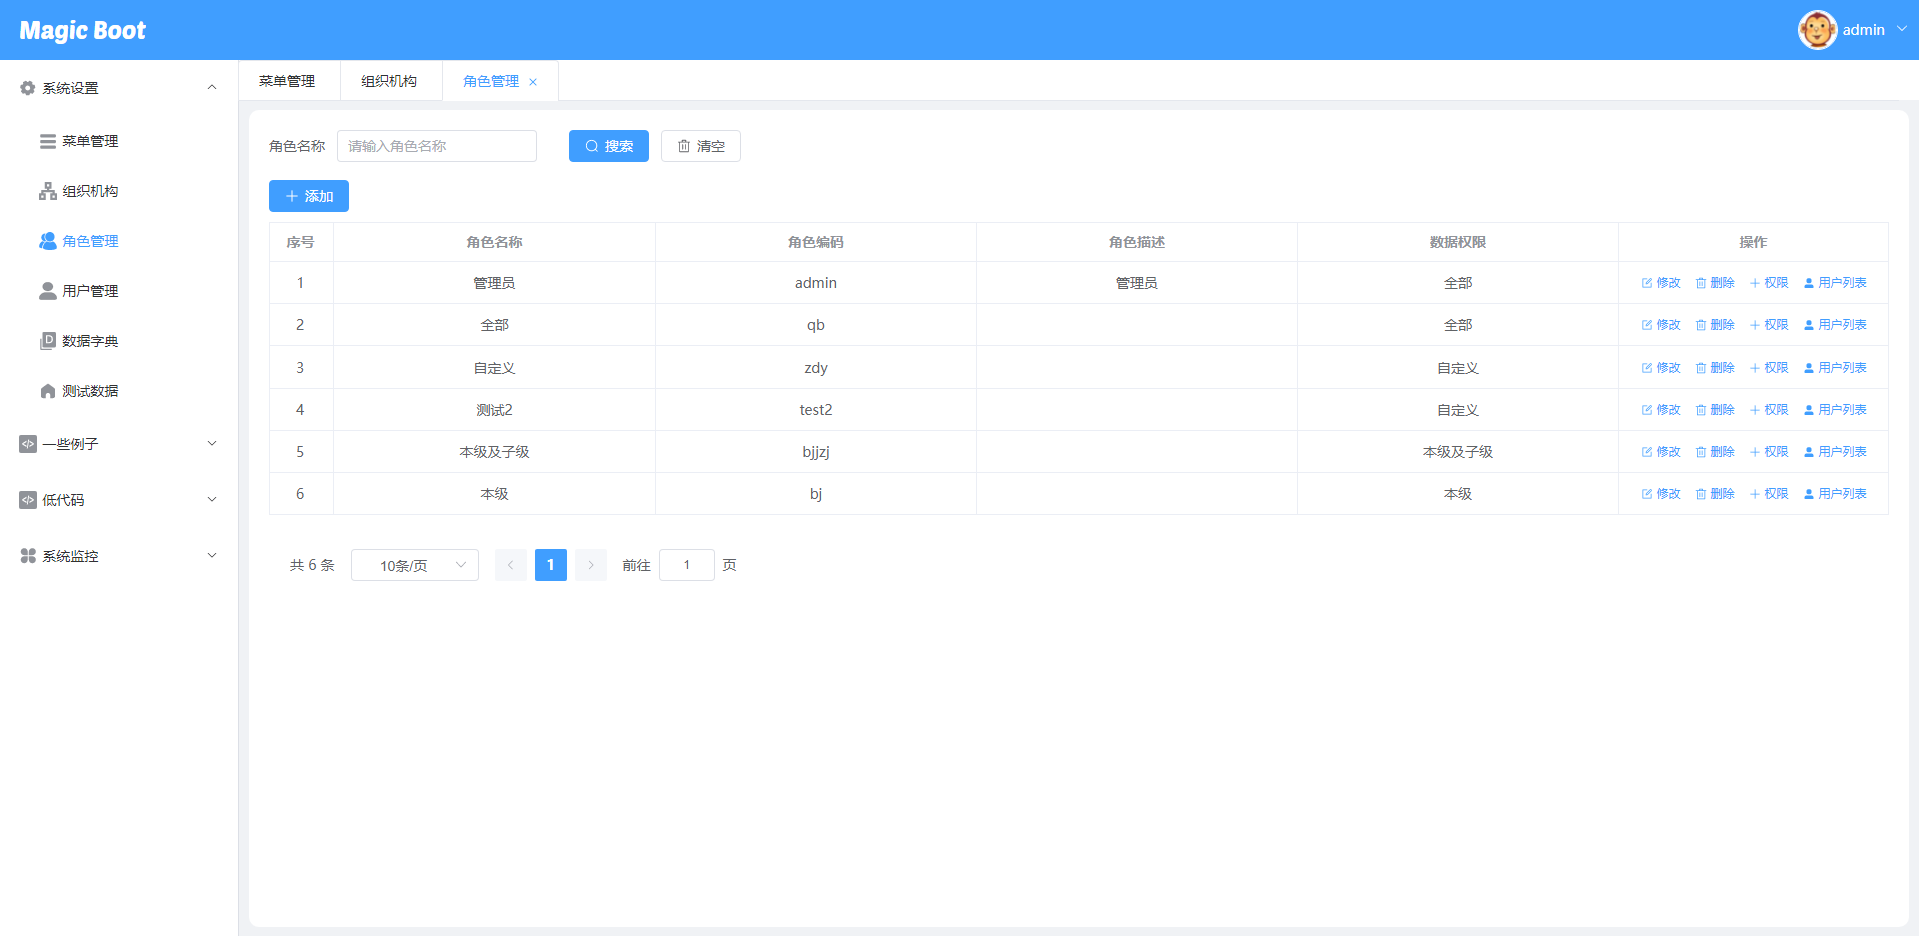 Magic Boot
admin
系统设置
菜单管理
组织机构
角色管理
用户管理
数据字典
测试数据
一些例子
低代码
系统监控
菜单管理 组织机构 角色管理
角色名称 请输入角色名称 搜索 清空
添加
序号 角色名称 角色编码 角色描述 数据权限 操作
1 管理员 admin 管理员 全部 修改 删除 权限 用户列表
2 全部 qb 全部 修改 删除 权限 用户列表
3 自定义 zdy 自定义 修改 删除 权限 用户列表
4 测试2 test2 自定义 修改 删除 权限 用户列表
5 本级及子级 bjjzj 本级及子级 修改 删除 权限 用户列表
6 本级 bj 本级 修改 删除 权限 用户列表
共 6 条 10条/页 1 前往 1 页